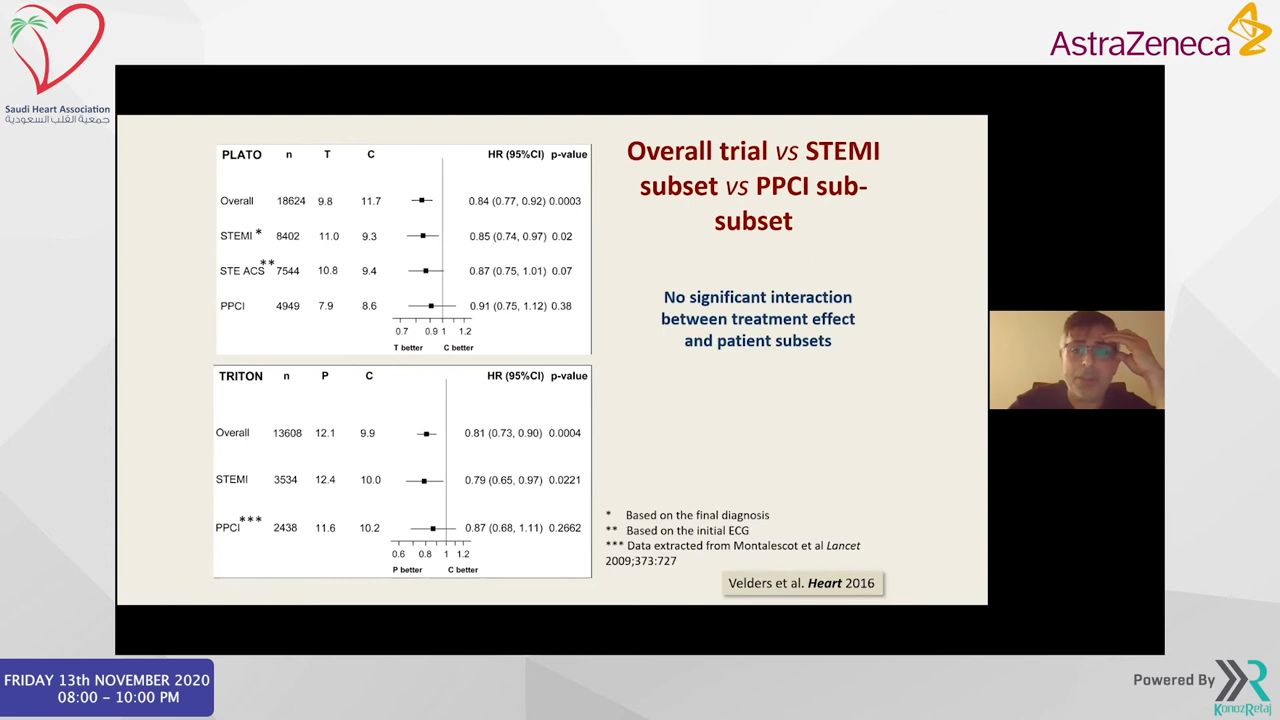 Saudi Heart Association
جمعية القلب السعودية
AstraZeneca
PLATO n T C HR (95%CI) p-value
Overall 18624 9.8 11.7 0.84 (0.77, 0.92) 0.0003
STEMI * 8402 11.0 9.3 0.85 (0.74, 0.97) 0.02
STE ACS ** 7544 10.8 9.4 0.87 (0.75, 1.01) 0.07
PPCI 4949 7.9 8.6 0.91 (0.75, 1.12) 0.38
0.7 0.9 1 1.2
T better C better
TRITON n P C HR (95%CI) p-value
Overall 13608 12.1 9.9 0.81 (0.73, 0.90) 0.0004
STEMI 3534 12.4 10.0 0.79 (0.65, 0.97) 0.0221
PPCI *** 2438 11.6 10.2 0.87 (0.68, 1.11) 0.2662
0.6 0.8 1 1.2
P better C better
Overall trial vs STEMI
subset vs PPCI sub-
subset
No significant interaction
between treatment effect
and patient subsets
* Based on the final diagnosis
** Based on the initial ECG
*** Data extracted from Montalescot et al Lancet
2009;373:727
Velders et al. Heart 2016
FRIDAY 13th NOVEMBER 2020
08:00 – 10:00 PM
Powered By
KonozRetaj